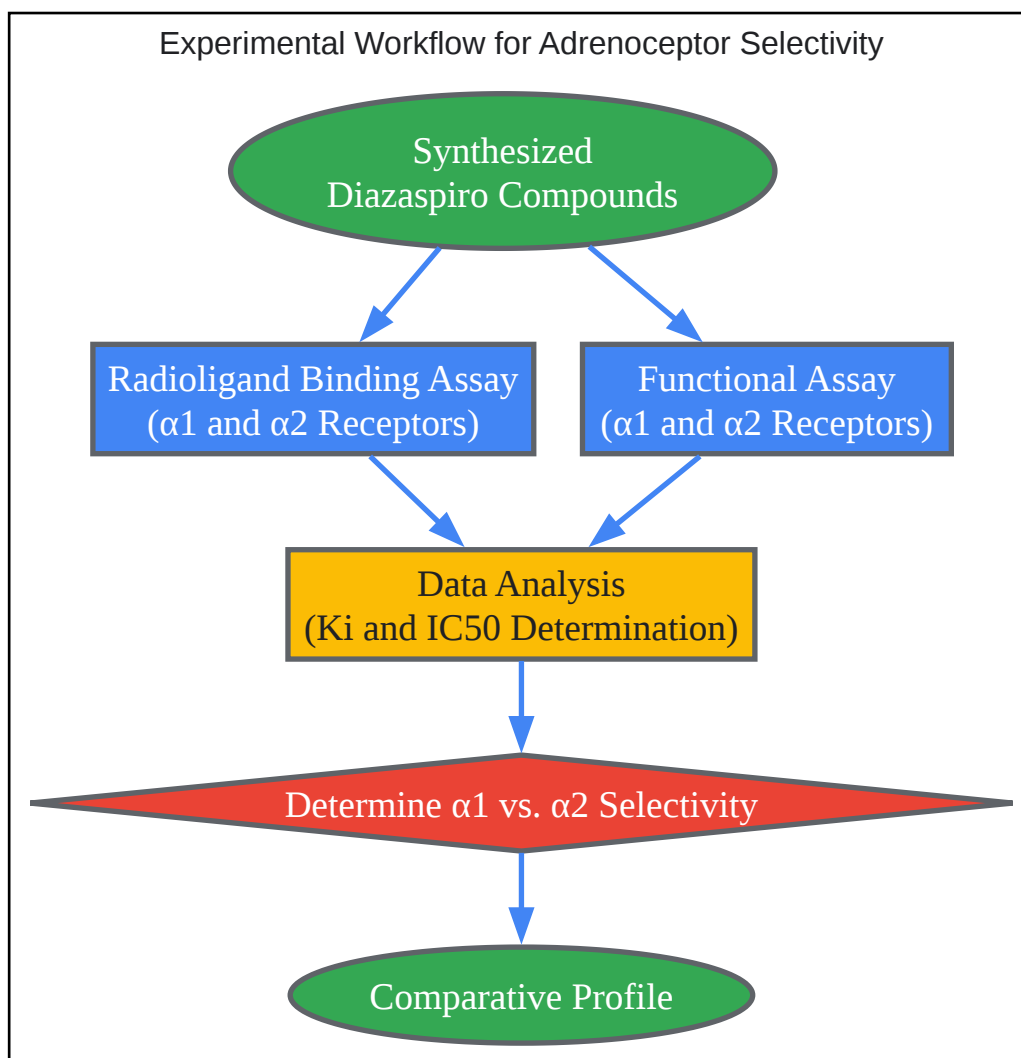 Experimental Workflow for Adrenoceptor Selectivity
Synthesized
Diazaspiro Compounds
Radioligand Binding Assay
(α1 and α2 Receptors)
Functional Assay
(α1 and α2 Receptors)
Data Analysis
(Ki and IC50 Determination)
Determine α1 vs. α2 Selectivity
Comparative Profile